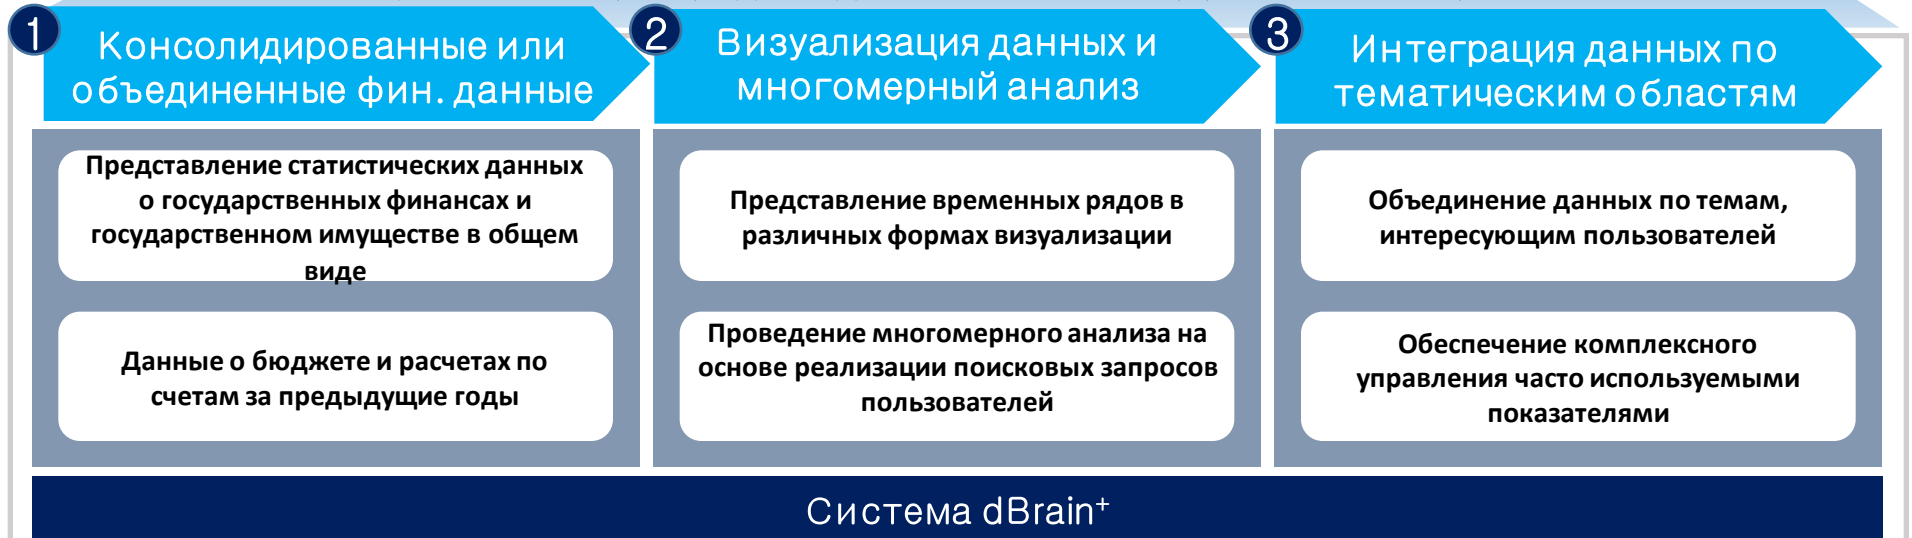 1
Консолидированные или
объединенные фин. данные
Представление статистических данных
о государственных финансах и
государственном имуществе в общем
виде
Данные о бюджете и расчетах по
счетам за предыдущие годы
2
Визуализация данных и
многомерный анализ
Представление временных рядов в
различных формах визуализации
Проведение многомерного анализа на
основе реализации поисковых запросов
пользователей
3
Интеграция данных по
тематическим областям
Объединение данных по темам,
интересующим пользователей
Обеспечение комплексного
управления часто используемыми
показателями
Система dBrain⁺